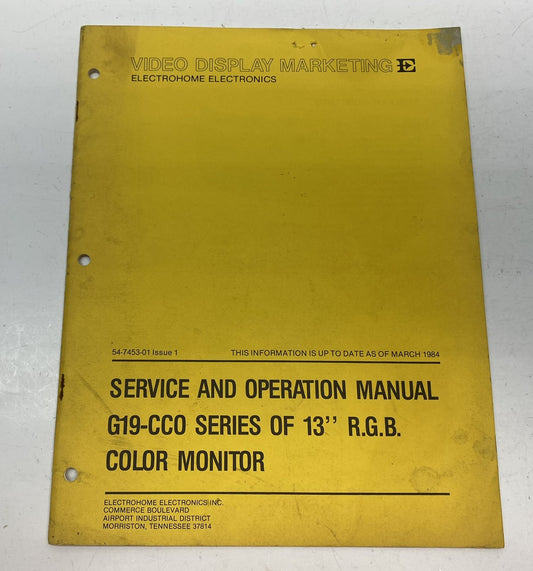 VIDEO DISPLAY MARKETING E
ELECTROHOME ELECTRONICS
54-7453-01 Issue 1 THIS INFORMATION IS UP TO DATE AS OF MARCH 1984
SERVICE AND OPERATION MANUAL
G19-CCO SERIES OF 13’’ R.G.B.
COLOR MONITOR
ELECTROHOME ELECTRONICS INC.
COMMERCE BOULEVARD
AIRPORT INDUSTRIAL DISTRICT
MORRISTON, TENNESSEE 37814